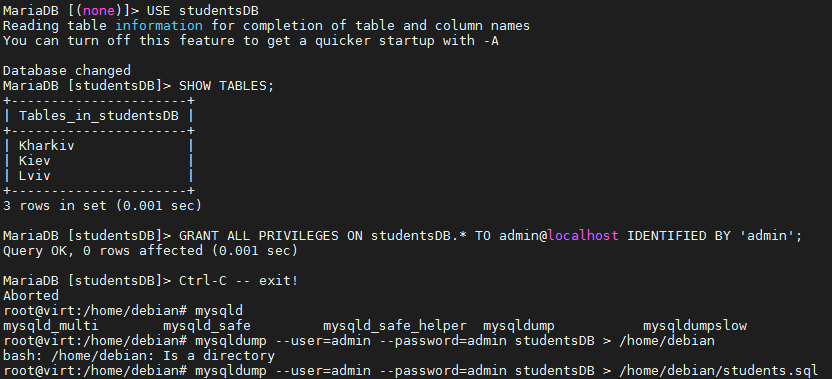 MariaDB [(none)]> USE studentsDB
Reading table information for completion of table and column names
You can turn off this feature to get a quicker startup with -A

Database changed
MariaDB [studentsDB]> SHOW TABLES;
+----------------------+
| Tables_in_studentsDB |
+----------------------+
| Kharkiv              |
| Kiev                 |
| Lviv                 |
+----------------------+
3 rows in set (0.001 sec)

MariaDB [studentsDB]> GRANT ALL PRIVILEGES ON studentsDB.* TO admin@localhost IDENTIFIED BY 'admin';
Query OK, 0 rows affected (0.001 sec)

MariaDB [studentsDB]> Ctrl-C -- exit!
Aborted
root@virt:/home/debian# mysqld
mysqld_multi        mysqld_safe         mysqld_safe_helper  mysqldump           mysqldumpslow
root@virt:/home/debian# mysqldump --user=admin --password=admin studentsDB > /home/debian
bash: /home/debian: Is a directory
root@virt:/home/debian# mysqldump --user=admin --password=admin studentsDB > /home/debian/students.sql